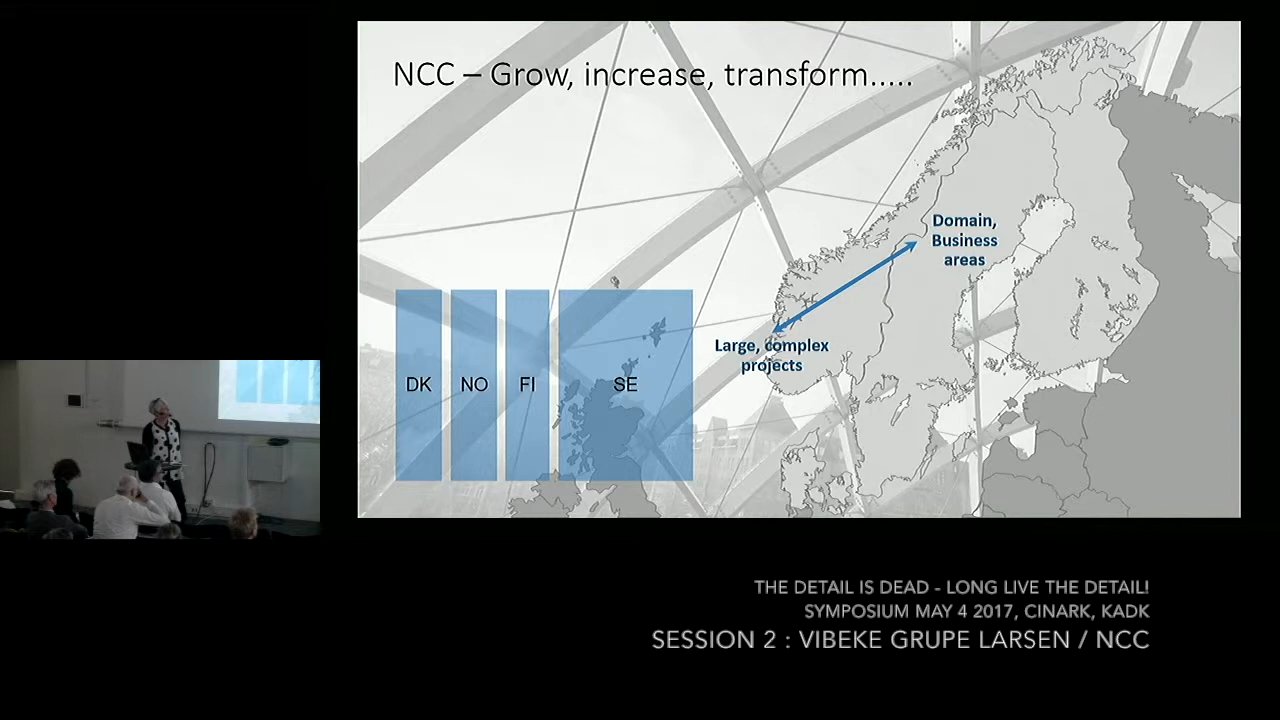 NCC – Grow, increase, transform.....
Domain,
Business
areas
Large, complex
projects
DK NO FI SE
THE DETAIL IS DEAD - LONG LIVE THE DETAIL!
SYMPOSIUM MAY 4 2017, CINARK, KADK
SESSION 2 : VIBEKE GRUPE LARSEN / NCC